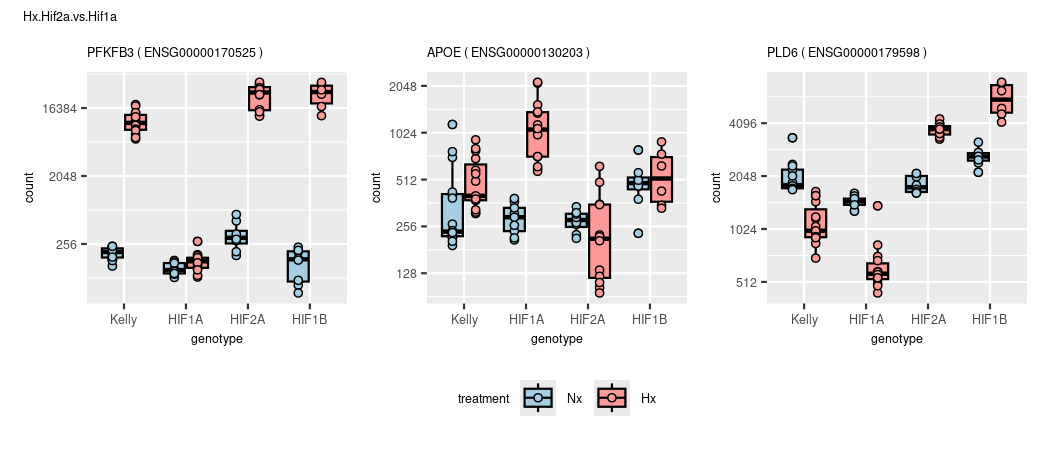 Hx.Hif2a.vs.Hif1a
PFKFB3 ( ENSG00000170525 )
count
16384
2048
256
Kelly HIF1A HIF2A HIF1B
genotype
APOE ( ENSG00000130203 )
count
2048
1024
512
256
128
Kelly HIF1A HIF2A HIF1B
genotype
PLD6 ( ENSG00000179598 )
count
4096
2048
1024
512
Kelly HIF1A HIF2A HIF1B
genotype
treatment Nx Hx